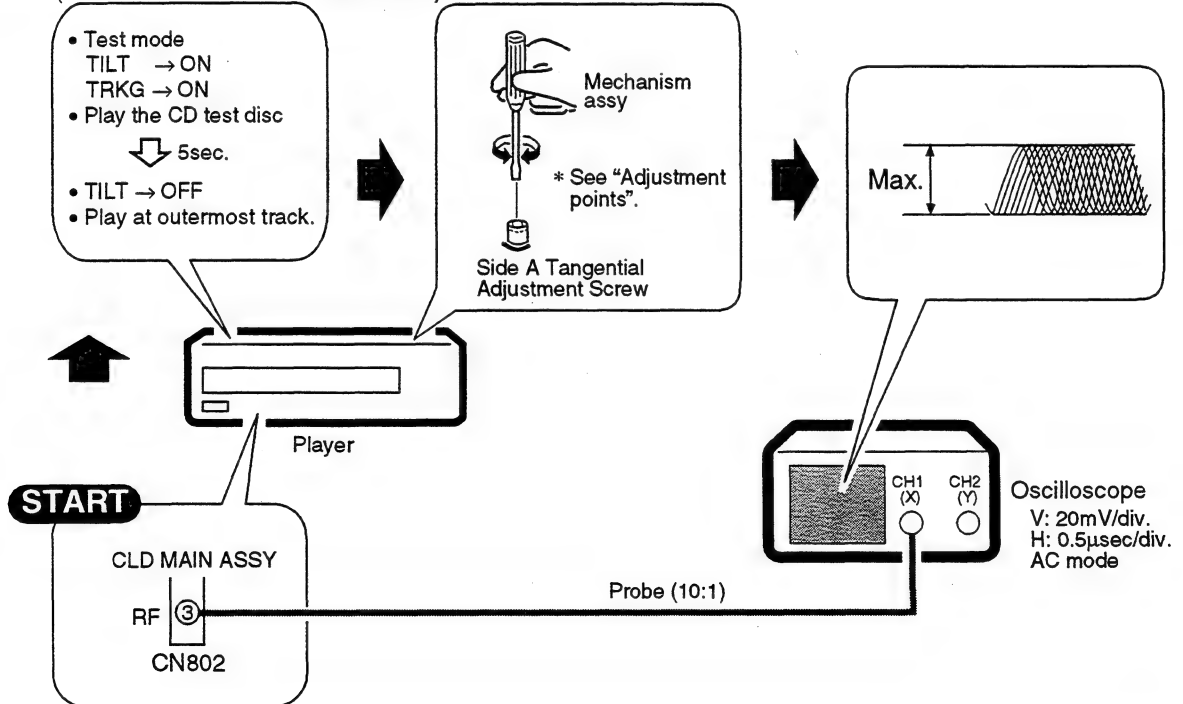 • Test mode
TILT → ON
TRKG → ON
• Play the CD test disc
5sec.
• TILT → OFF
• Play at outermost track.
Mechanism
assy
* See “Adjustment
points”.
Side A Tangential
Adjustment Screw
Max.
Player
START
CLD MAIN ASSY
RF ③
CN802
Probe (10:1)
CH1
(X)
CH2
(Y)
Oscilloscope
V: 20mV/div.
H: 0.5μsec/div.
AC mode